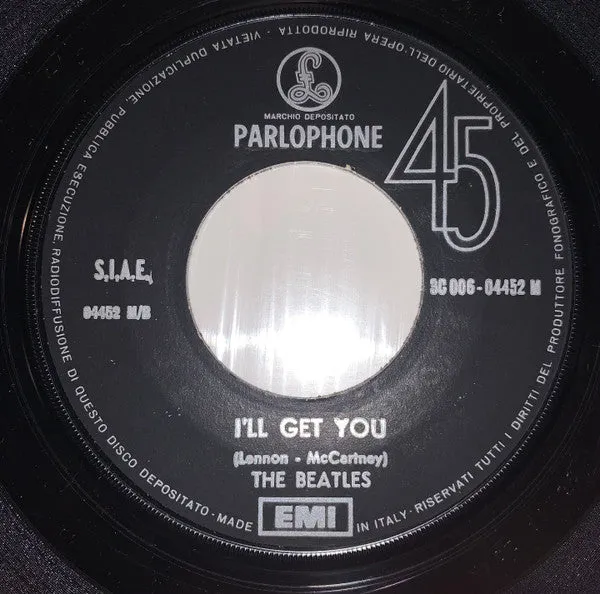 £
MARCHIO DEPOSITATO
PARLOPHONE
45
S.I.A.E.
3C 006-04452 M
04452 M/B
I'LL GET YOU
(Lennon - McCartney)
THE BEATLES
EMI
MADE IN ITALY - RISERVATI TUTTI I DIRITTI DEL PRODUTTORE FONOGRAFICO E DEL PROPRIETARIO DELL'OPERA RIPRODOTTA - VIETATA DUPLICAZIONE, PUBBLICA ESECUZIONE, RADIODIFFUSIONE DI QUESTO DISCO DEPOSITATO -